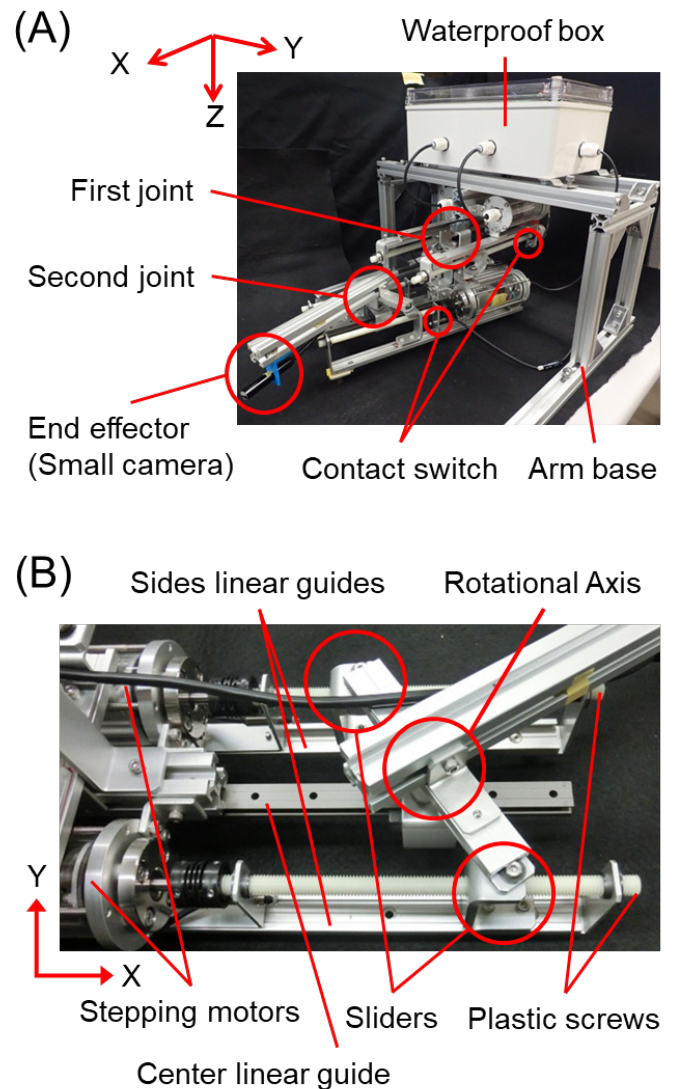 (A)
Waterproof box
X
Y
Z
First joint
Second joint
End effector
(Small camera)
Contact switch
Arm base
(B)
Sides linear guides
Rotational Axis
Y
X
Stepping motors
Sliders
Plastic screws
Center linear guide